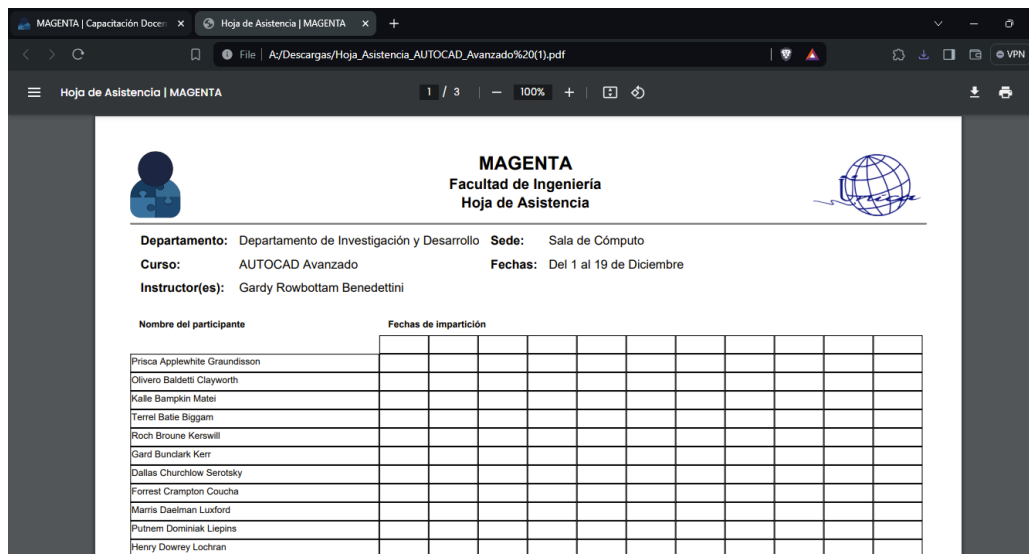 MAGENTA | Capacitación Docen
Hoja de Asistencia | MAGENTA
File A:/Descargas/Hoja_Asistencia_AUTOCAD_Avanzado%20(1).pdf
VPN
Hoja de Asistencia | MAGENTA
1 / 3
100%
MAGENTA
Facultad de Ingeniería
Hoja de Asistencia
Unica
Departamento: Departamento de Investigación y Desarrollo Sede: Sala de Cómputo
Curso: AUTOCAD Avanzado Fechas: Del 1 al 19 de Diciembre
Instructor(es): Gardy Rowbottam Benedettini
Nombre del participante Fechas de impartición
Prisca Applewhite Graundisson
Olivero Baldetti Clayworth
Kalle Bampkin Matei
Terrel Batie Biggam
Roch Broune Kerswill
Gard Bunclark Kerr
Dallas Churchlow Serotsky
Forrest Crampton Coucha
Marris Daelman Luxford
Putnem Dominiak Liepins
Henry Dowrey Lochran